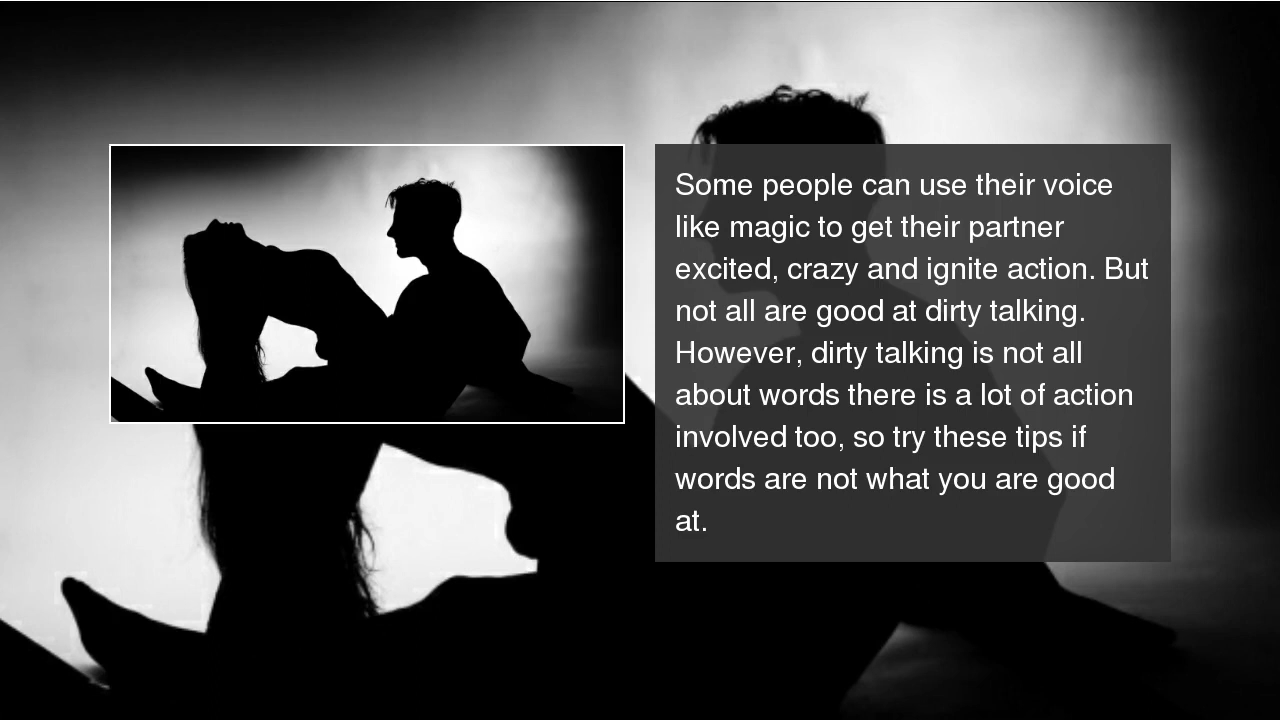 Some people can use their voice
like magic to get their partner
excited, crazy and ignite action. But
not all are good at dirty talking.
However, dirty talking is not all
about words there is a lot of action
involved too, so try these tips if
words are not what you are good
at.